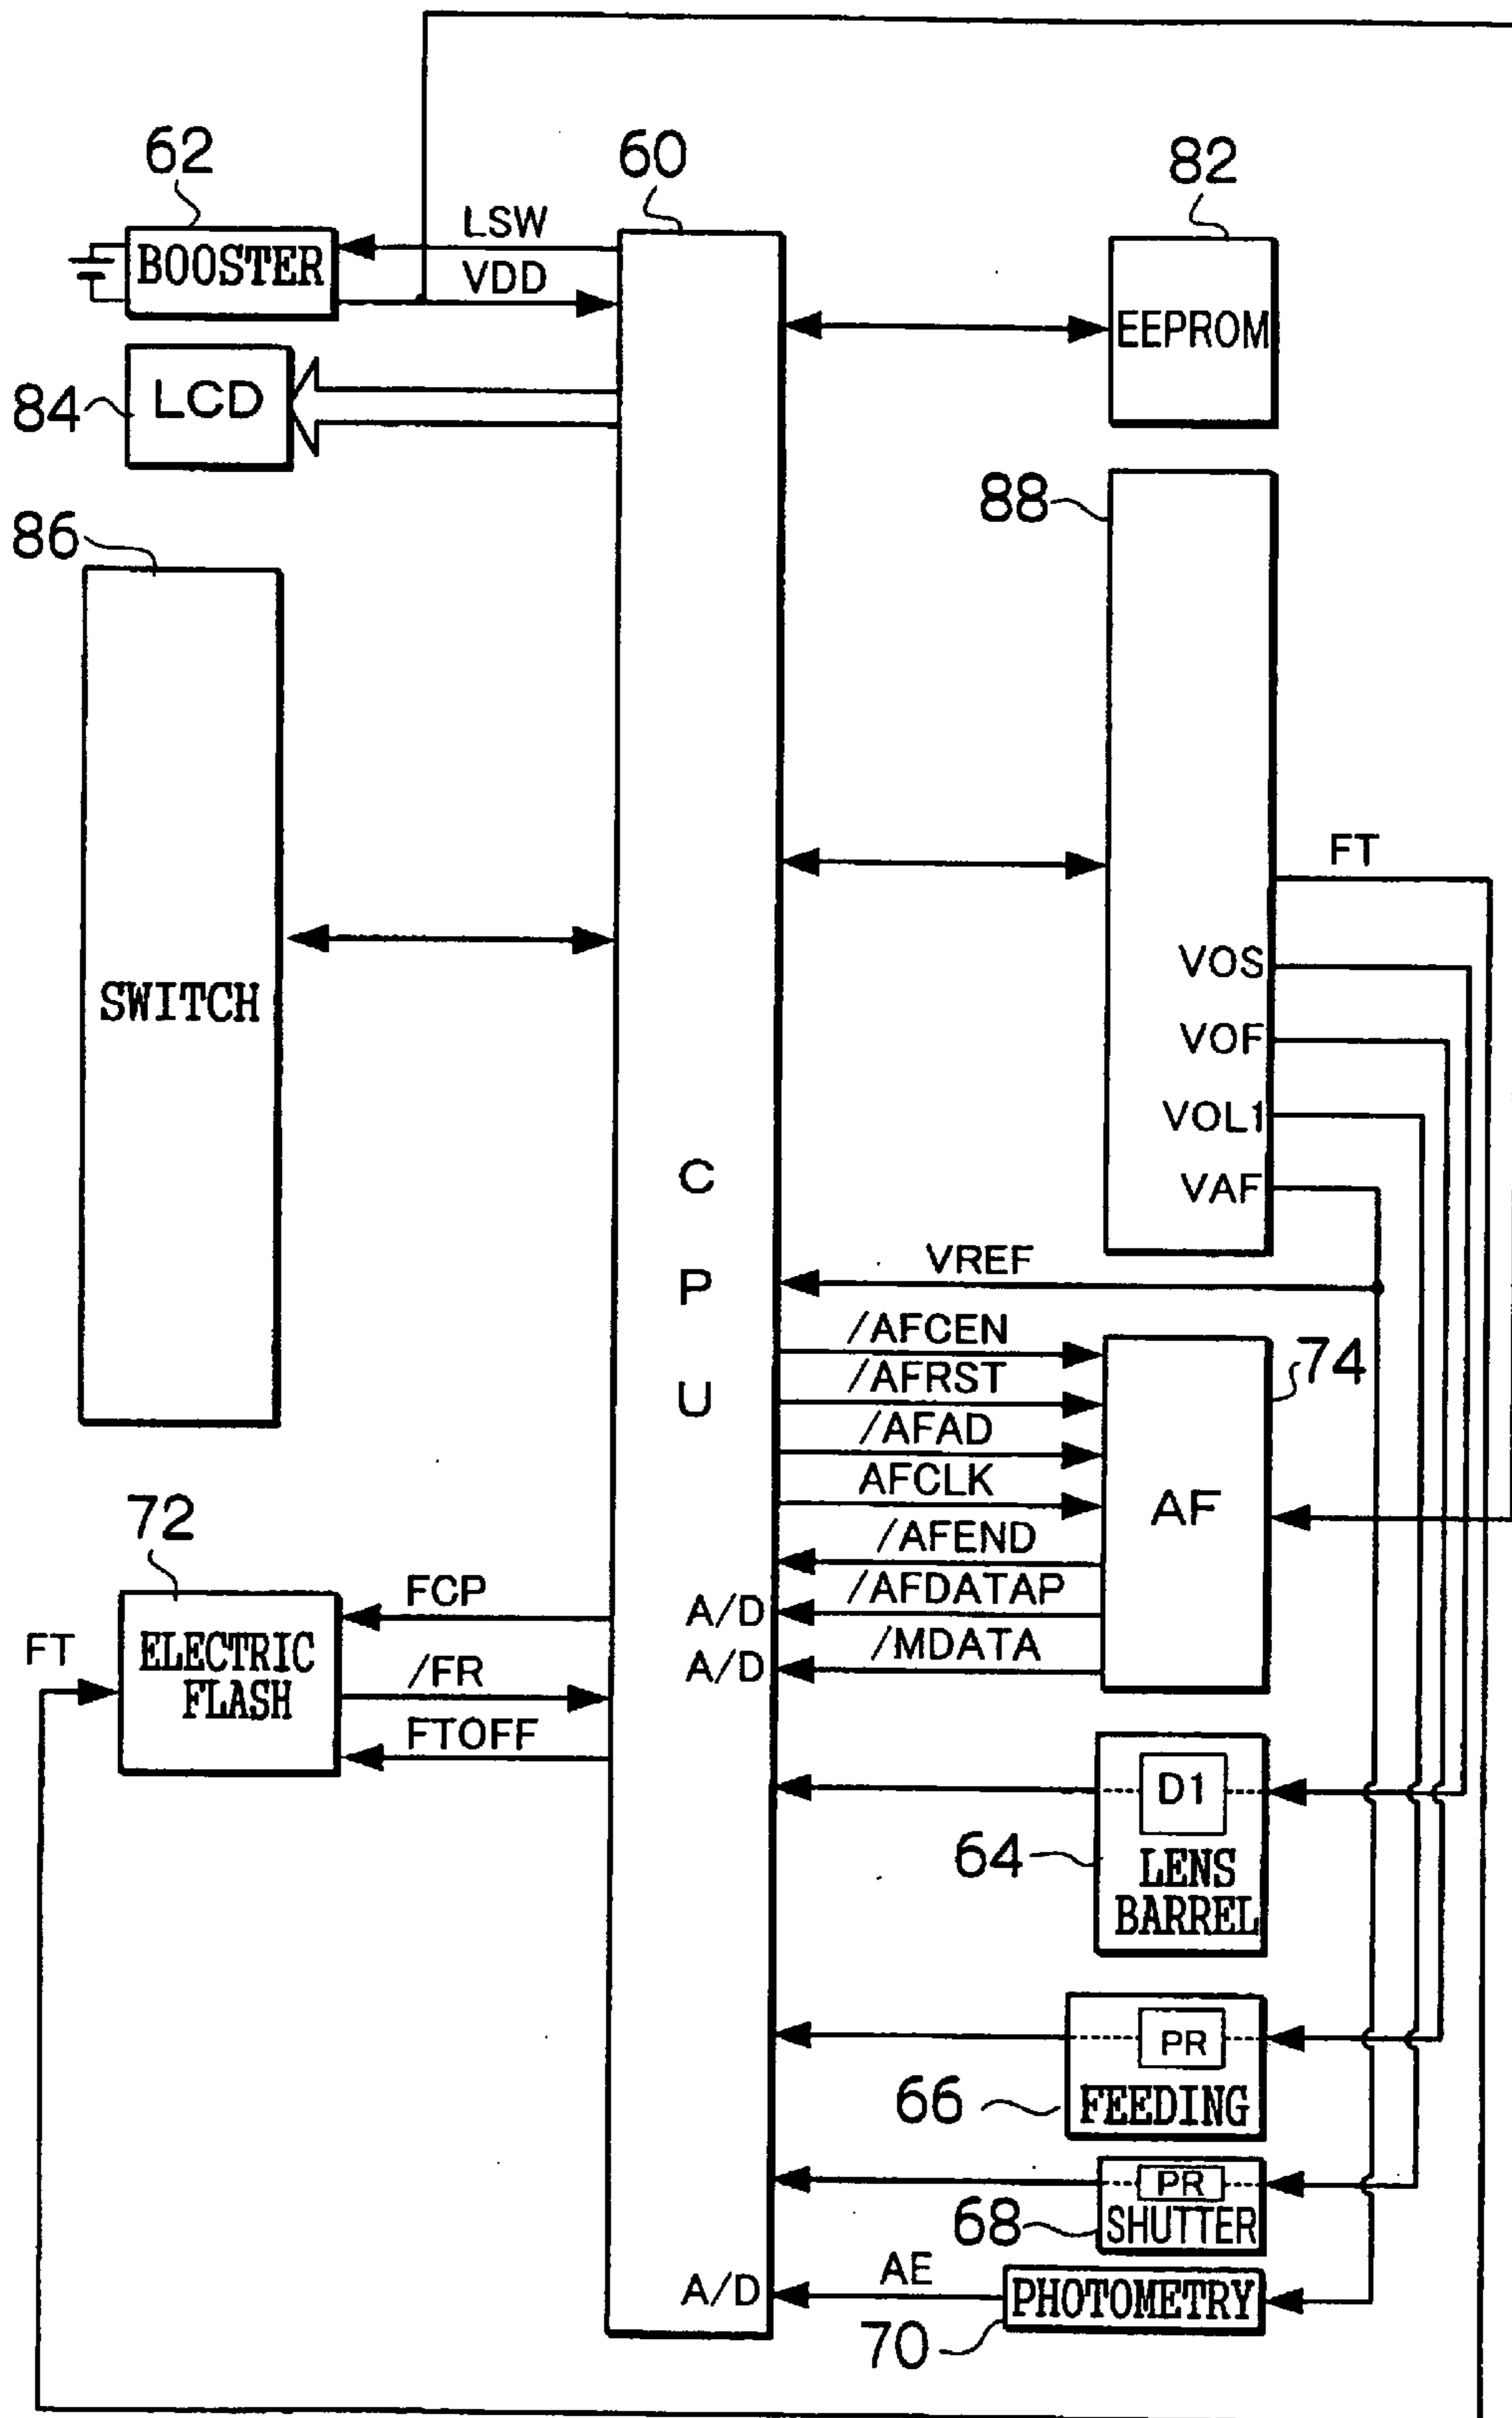 62
60
82
LSW
BOOSTER
VDD
EEPROM
84
LCD
88
86
FT
SWITCH
VOS
VOF
VOL1
VAF
C
P
U
VREF
/AFCEN
/AFRST
/AFAD
AFCLK
/AFEND
A/D
/AFDATAP
A/D
/MDATA
AF
74
72
FT
ELECTRIC
FLASH
FCP
/FR
FTOFF
D1
64
LENS
BARREL
PR
66
FEEDING
PR
68
SHUTTER
AE
A/D
PHOTOMETRY
70